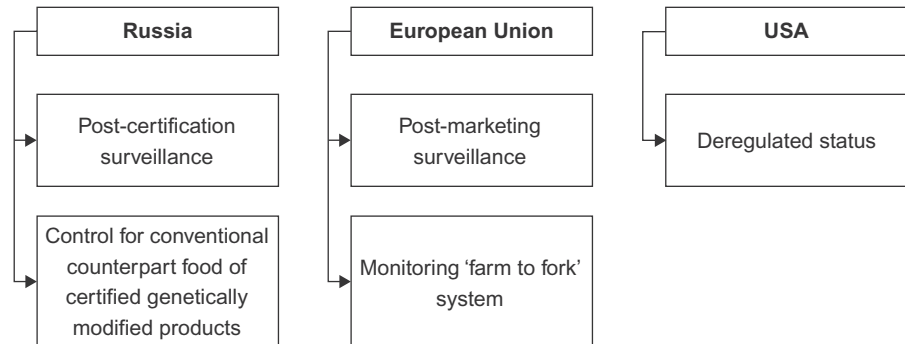 Russia
Post-certification
surveillance
Control for conventional
counterpart food of
certified genetically
modified products
European Union
Post-marketing
surveillance
Monitoring ‘farm to fork’
system
USA
Deregulated status